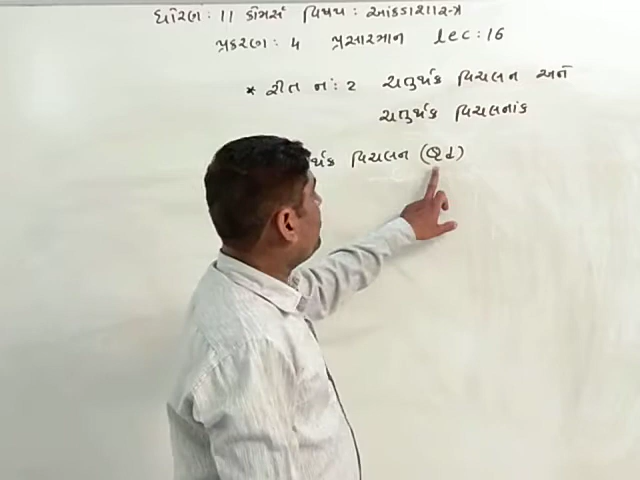 ધોરણ : 11 કોમર્સ વિષય : આંકડાશાસ્ત્ર
પ્રકરણ : 4 પ્રસારમાન lec : 16
* રીત નં : 2 ચતુર્થક વિચલન અને
ચતુર્થક વિચલનાંક
ર્થક વિચલન (Qd)